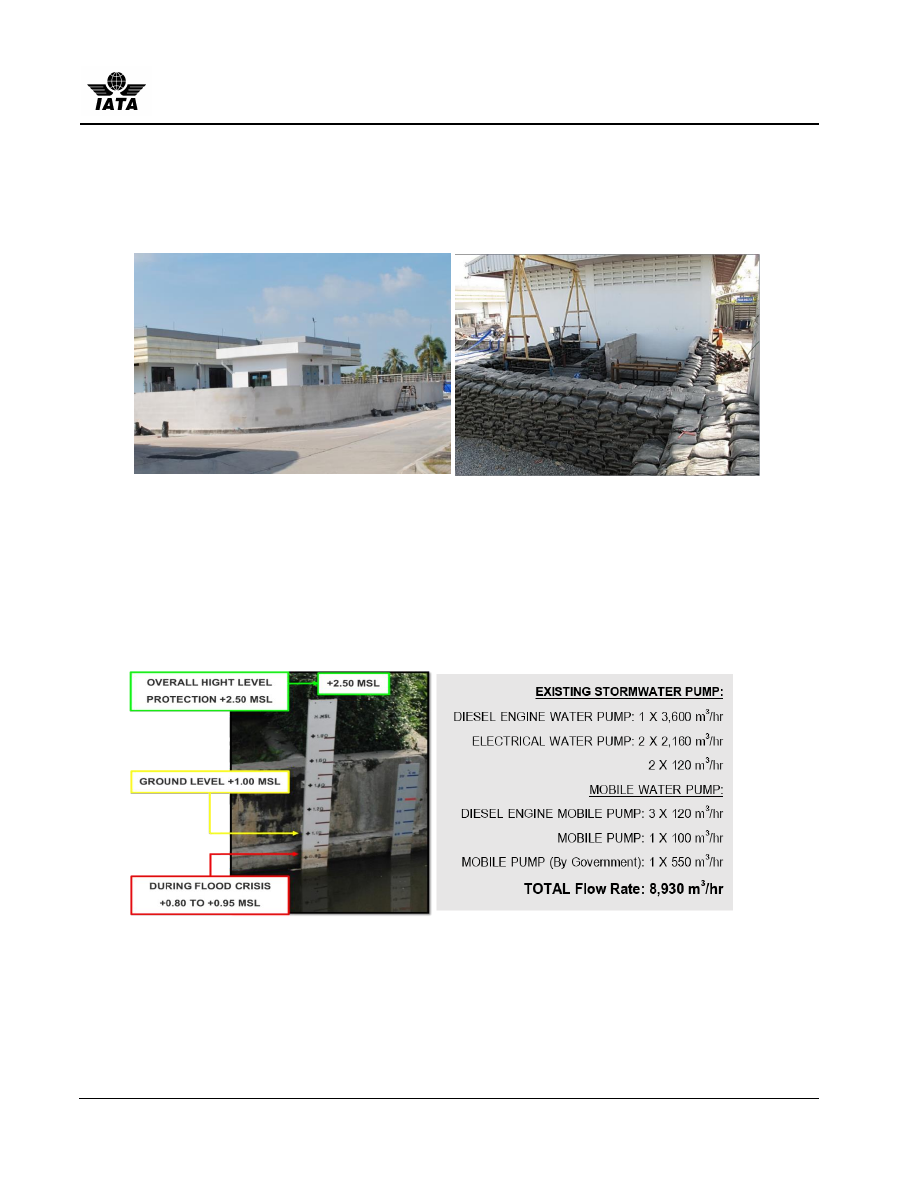 IATA
OVERALL HIGHT LEVEL
PROTECTION +2.50 MSL
+2.50 MSL
GROUND LEVEL +1.00 MSL
DURING FLOOD CRISIS
+0.80 TO +0.95 MSL
EXISTING STORMWATER PUMP:
DIESEL ENGINE WATER PUMP: 1 X 3,600 m³/hr
ELECTRICAL WATER PUMP: 2 X 2,160 m³/hr
2 X 120 m³/hr
MOBILE WATER PUMP:
DIESEL ENGINE MOBILE PUMP: 3 X 120 m³/hr
MOBILE PUMP: 1 X 100 m³/hr
MOBILE PUMP (By Government): 1 X 550 m³/hr
TOTAL Flow Rate: 8,930 m³/hr